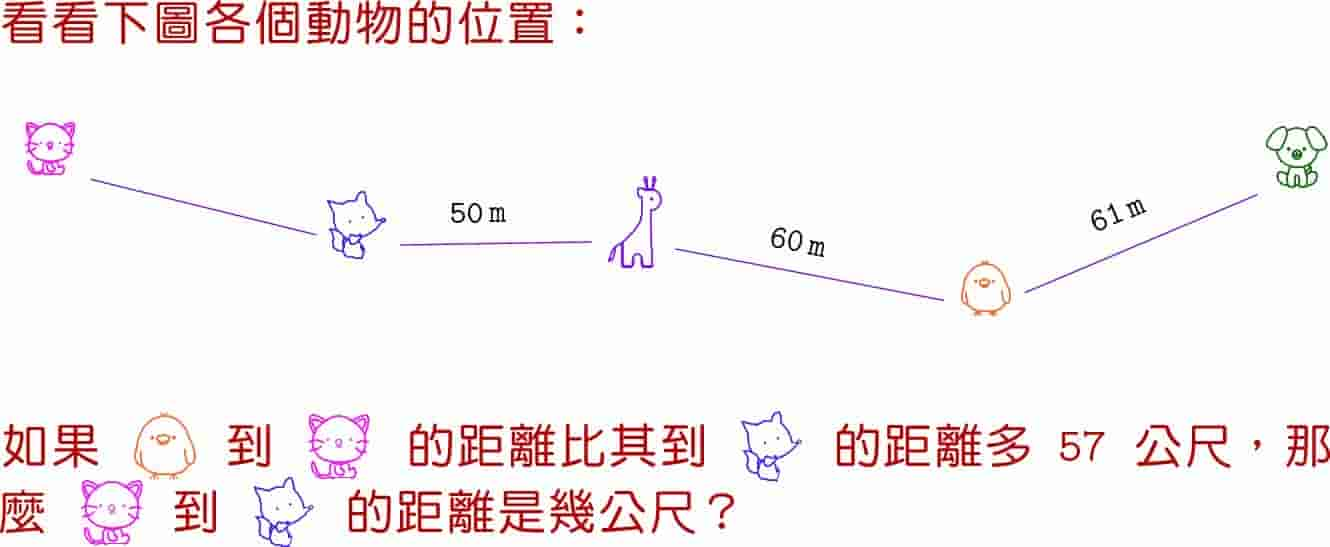 看看下圖各個動物的位置：
50 m
60 m
61 m
如果 到 的距離比其到 的距離多 57 公尺，那
麼 到 的距離是幾公尺？